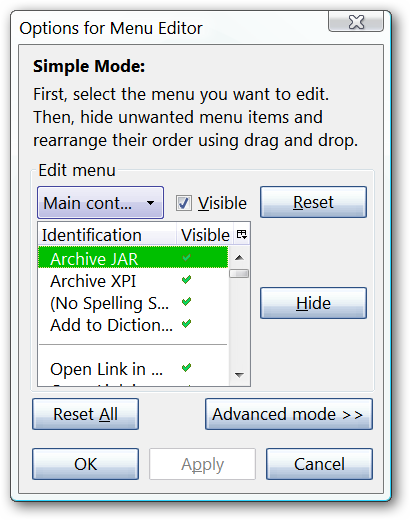 Options for Menu Editor
Simple Mode:
First, select the menu you want to edit.
Then, hide unwanted menu items and
rearrange their order using drag and drop.
Edit menu
Main cont... Visible Reset
Identification Visible
Archive JAR
Archive XPI
(No Spelling S...
Hide
Add to Diction...
Open Link in ...
Reset All Advanced mode >>
OK Apply Cancel